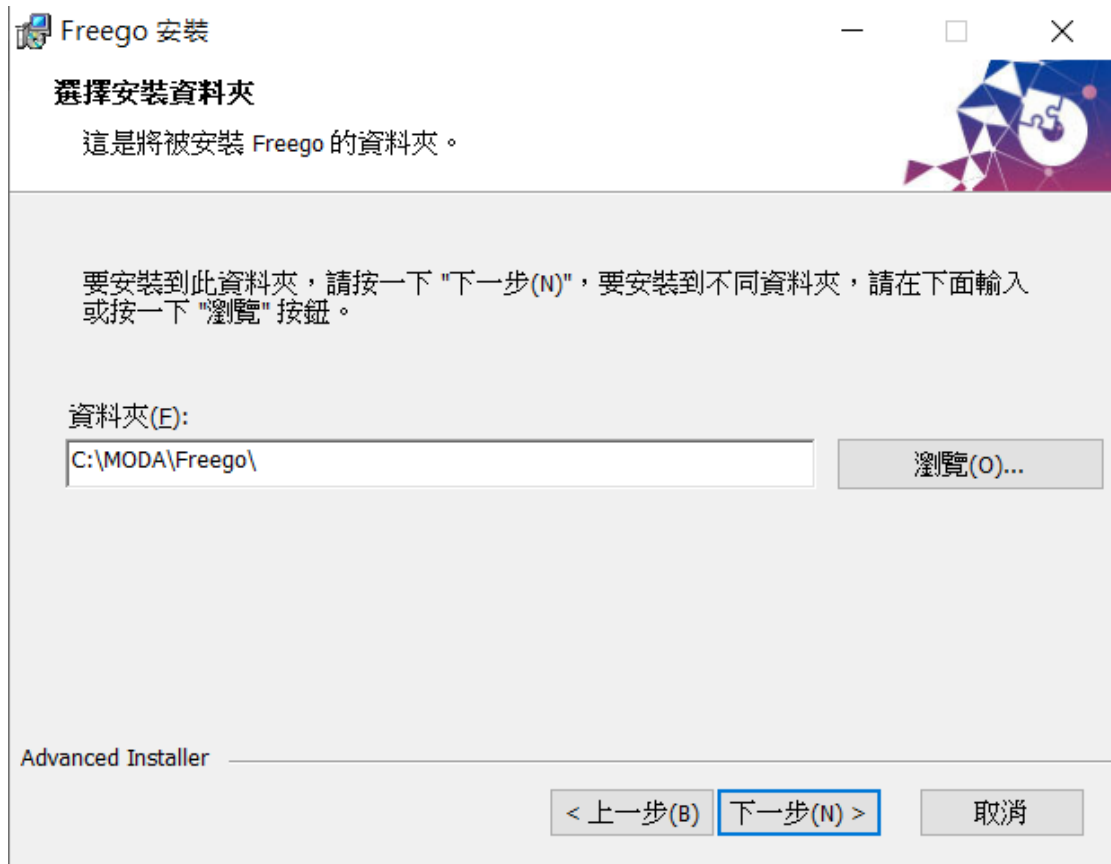 Freego 安裝
選擇安裝資料夾
這是將被安裝 Freego 的資料夾。
要安裝到此資料夾，請按一下 "下一步(N)"，要安裝到不同資料夾，請在下面輸入
或按一下 "瀏覽" 按鈕。
資料夾(F):
C:\MODA\Freego\
瀏覽(O)...
Advanced Installer
< 上一步(B)
下一步(N) >
取消